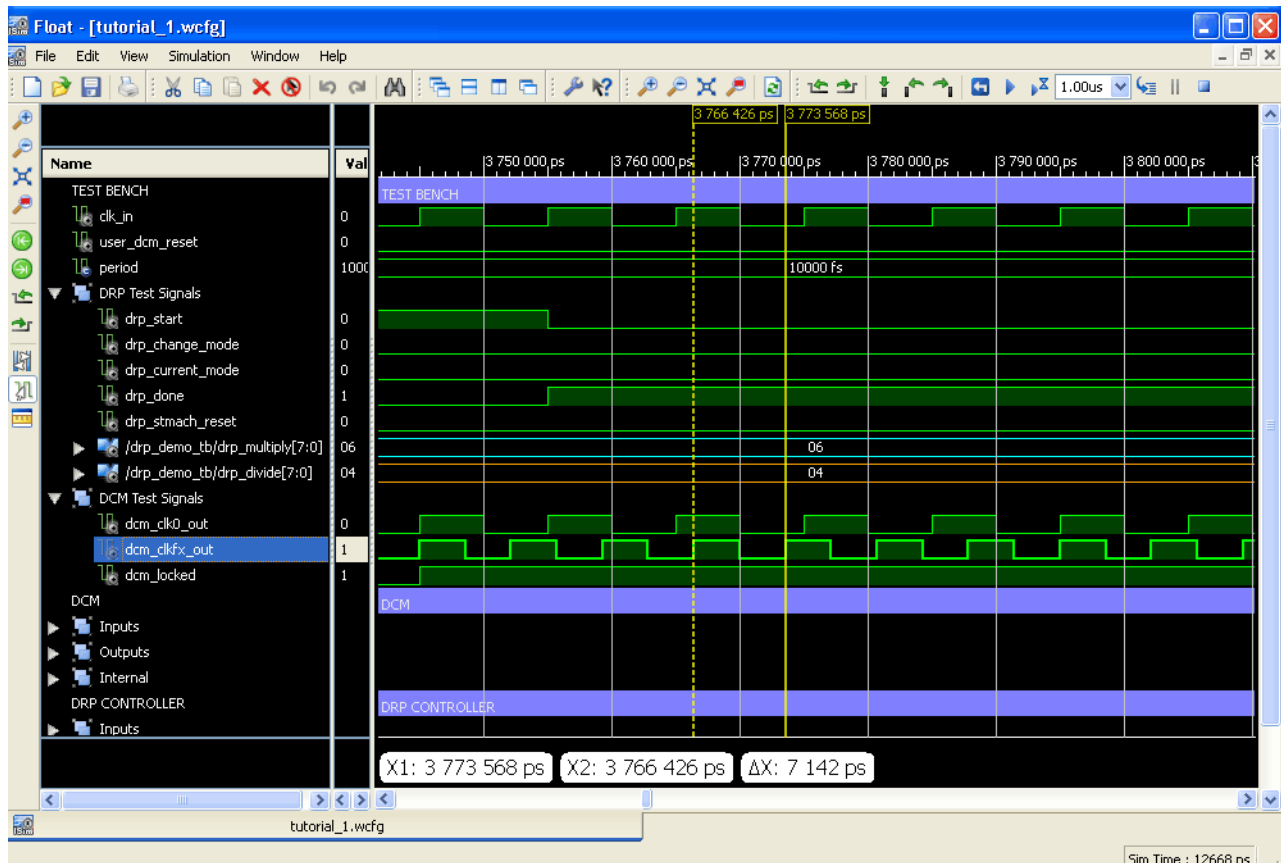 Float - [tutorial_1.wcfg]
File Edit View Simulation Window Help
1.00us
3 766 426 ps 3 773 568 ps
Name Val
3 750 000 ps 3 760 000 ps 3 770 000 ps 3 780 000 ps 3 790 000 ps 3 800 000 ps
TEST BENCH TEST BENCH
clk_in 0
user_dcm_reset 0
period 1000 10000 fs
DRP Test Signals
drp_start 0
drp_change_mode 0
drp_current_mode 0
drp_done 1
drp_stmach_reset 0
/drp_demo_tb/drp_multiply[7:0] 06 06
/drp_demo_tb/drp_divide[7:0] 04 04
DCM Test Signals
dcm_clk0_out 0
dcm_clkfx_out 1
dcm_locked 1
DCM DCM
Inputs
Outputs
Internal
DRP CONTROLLER DRP CONTROLLER
Inputs
X1: 3 773 568 ps X2: 3 766 426 ps ΔX: 7 142 ps
tutorial_1.wcfg
Sim Time : 12668 ns